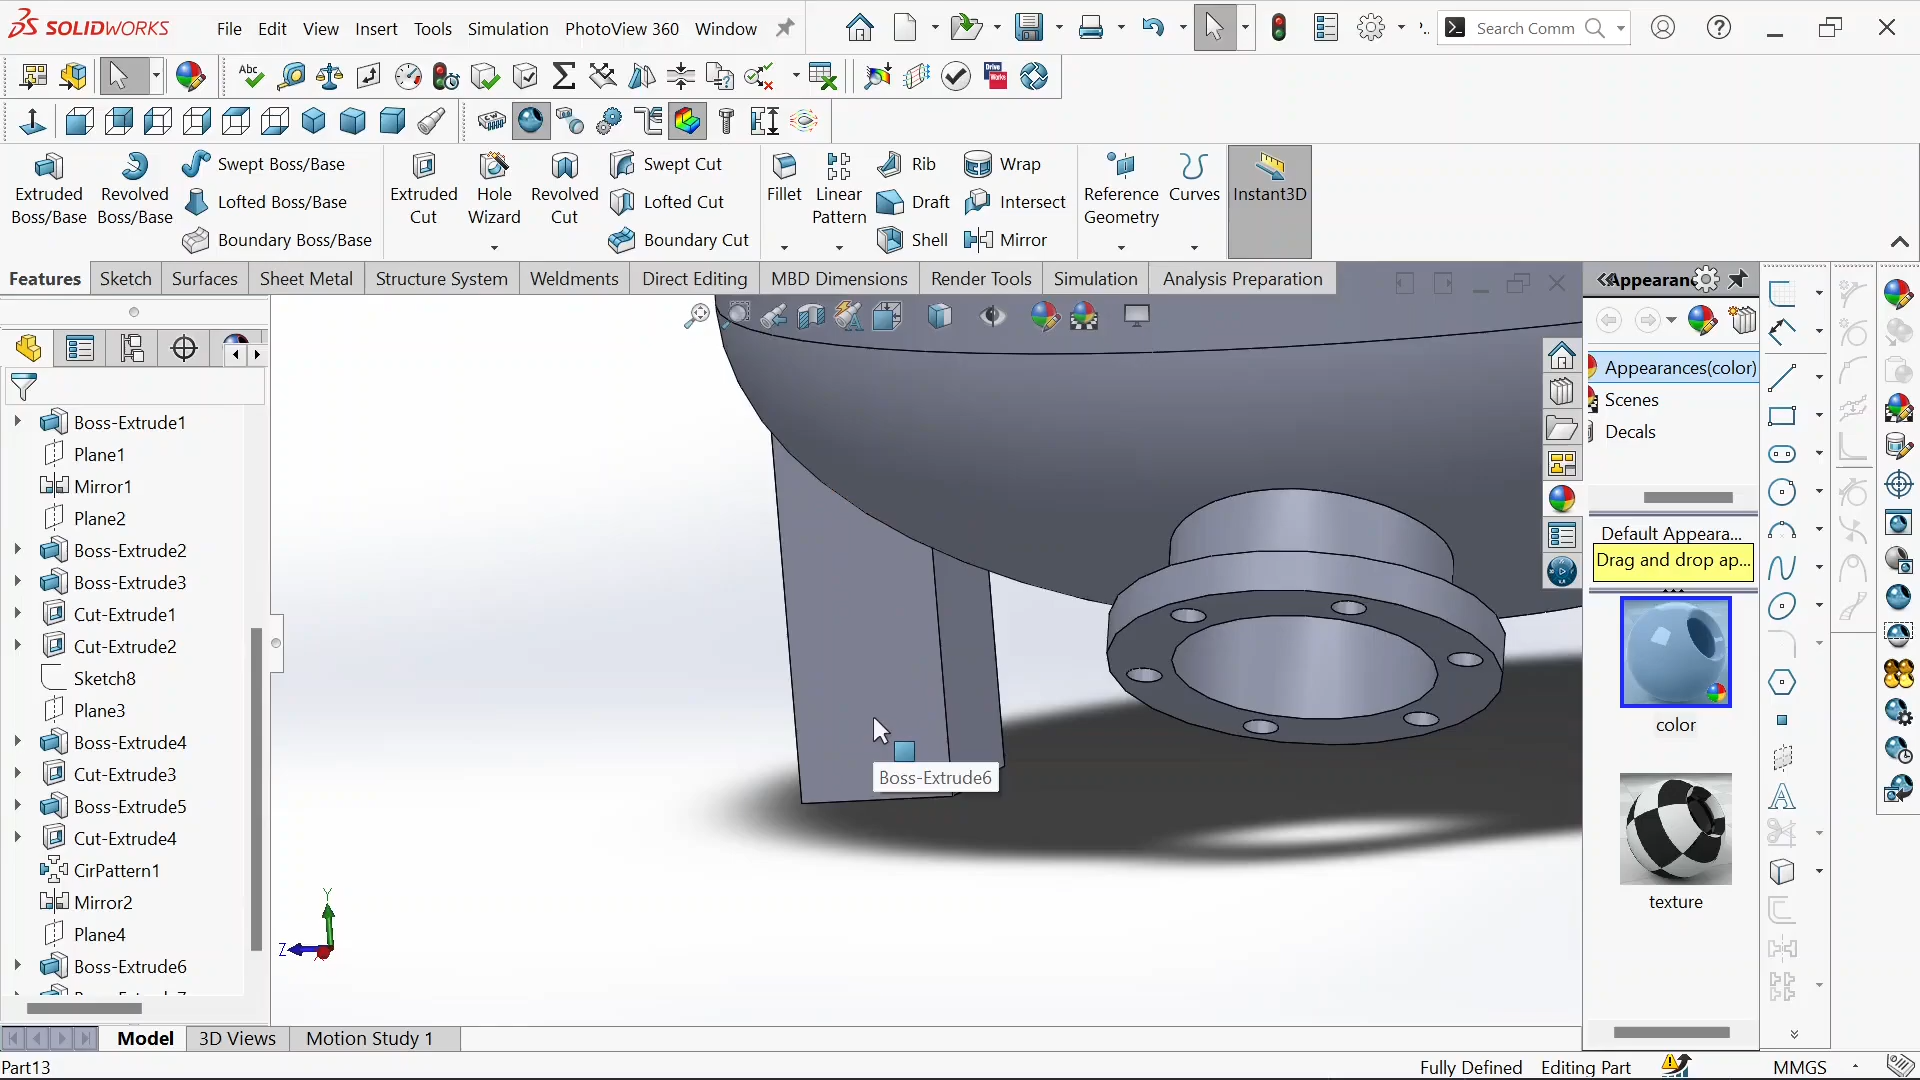 SOLIDWORKS
File Edit View Insert Tools Simulation PhotoView 360 Window
Search Comm
Extruded Boss/Base
Revolved Boss/Base
Swept Boss/Base
Lofted Boss/Base
Boundary Boss/Base
Extruded Cut
Hole Wizard
Revolved Cut
Swept Cut
Lofted Cut
Boundary Cut
Fillet
Linear Pattern
Rib
Draft
Shell
Wrap
Intersect
Mirror
Reference Geometry
Curves
Instant3D
Features Sketch Surfaces Sheet Metal Structure System Weldments Direct Editing MBD Dimensions Render Tools Simulation Analysis Preparation
Boss-Extrude1
Plane1
Mirror1
Plane2
Boss-Extrude2
Boss-Extrude3
Cut-Extrude1
Cut-Extrude2
Sketch8
Plane3
Boss-Extrude4
Cut-Extrude3
Boss-Extrude5
Cut-Extrude4
CirPattern1
Mirror2
Plane4
Boss-Extrude6
Boss-Extrude6
Y
Z
Appearan
Appearances(color)
Scenes
Decals
Default Appeara...
Drag and drop ap...
color
texture
Model 3D Views Motion Study 1
Part13 Fully Defined Editing Part MMGS